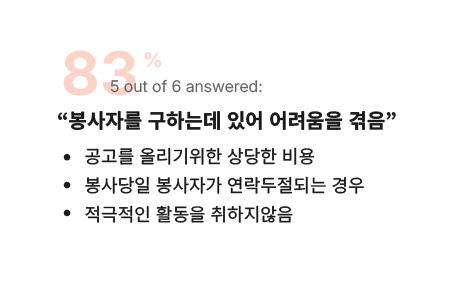 83%
5 out of 6 answered:
“봉사자를 구하는데 있어 어려움을 겪음”
• 공고를 올리기위한 상당한 비용
• 봉사당일 봉사자가 연락두절되는 경우
• 적극적인 활동을 취하지않음